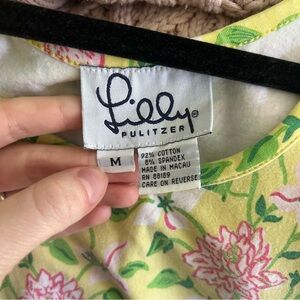 Lilly®
PULITZER
M
92% COTTON
8% SPANDEX
MADE IN MACAU
RN 88189
CARE ON REVERSE